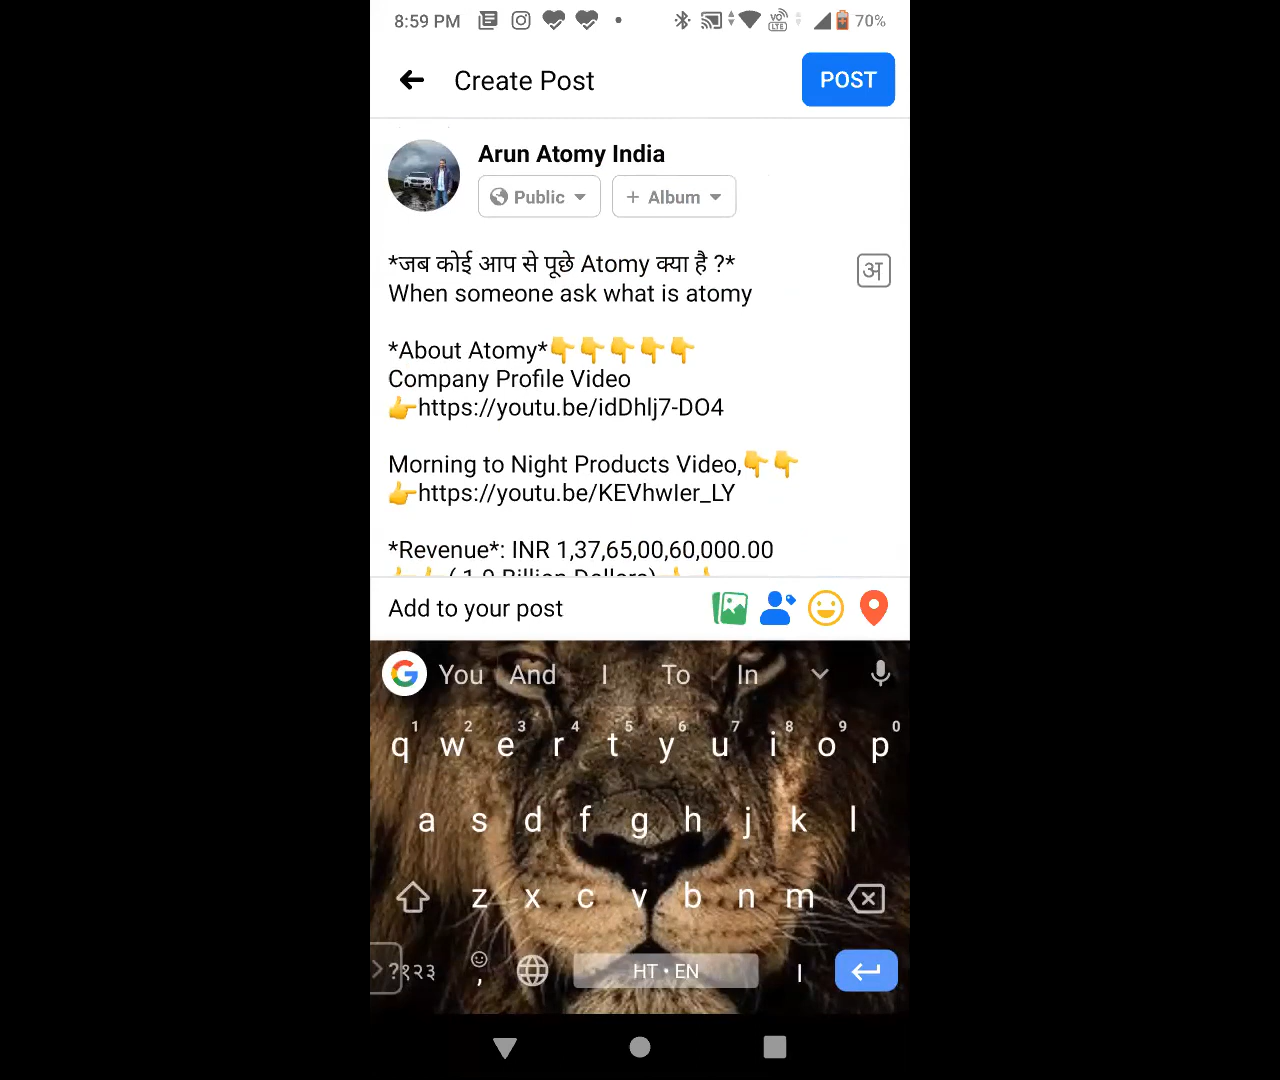 8:59 PM
VO LTE
70%
Create Post
POST
Arun Atomy India
Public
+ Album
*जब कोई आप से पूछे Atomy क्या है ?*
अ
When someone ask what is atomy
*About Atomy*👇👇👇👇👇
Company Profile Video
👉https://youtu.be/idDhlj7-DO4
Morning to Night Products Video,👇👇
👉https://youtu.be/KEVhwIer_LY
*Revenue*: INR 1,37,65,00,60,000.00
Add to your post
G You And I To In
1 2 3 4 5 6 7 8 9 0
q w e r t y u i o p
a s d f g h j k l
z x c v b n m
?१२३ , HT • EN |